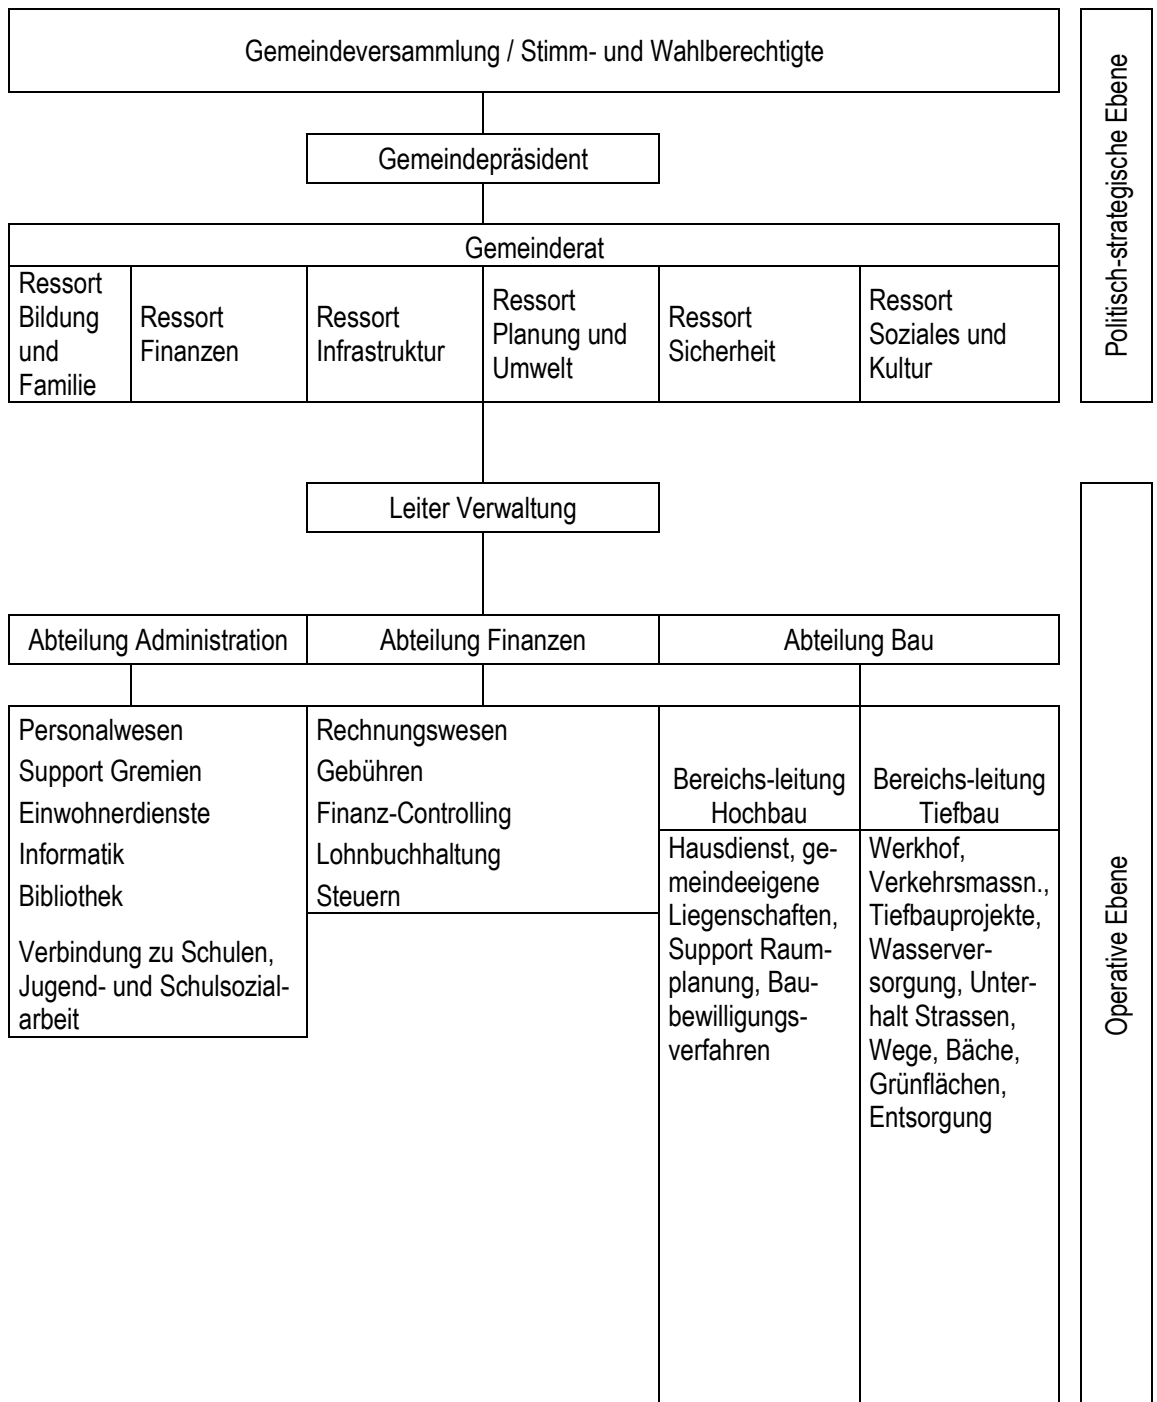 Gemeindeversammlung / Stimm- und Wahlberechtigte
Politisch-strategische Ebene
Gemeindepräsident
Gemeinderat
Ressort
Bildung
und
Familie
Ressort
Finanzen
Ressort
Infrastruktur
Ressort
Planung und
Umwelt
Ressort
Sicherheit
Ressort
Soziales und
Kultur
Leiter Verwaltung
Operative Ebene
Abteilung Administration
Abteilung Finanzen
Abteilung Bau
Personalwesen
Support Gremien
Einwohnerdienste
Informatik
Bibliothek
Verbindung zu Schulen,
Jugend- und Schulsozial-
arbeit
Rechnungswesen
Gebühren
Finanz-Controlling
Lohnbuchhaltung
Steuern
Bereichs-leitung
Hochbau
Hausdienst, ge-
meindeeigene
Liegenschaften,
Support Raum-
planung, Bau-
bewilligungs-
verfahren
Bereichs-leitung
Tiefbau
Werkhof,
Verkehrsmassn.,
Tiefbauprojekte,
Wasserver-
sorgung, Unter-
halt Strassen,
Wege, Bäche,
Grünflächen,
Entsorgung